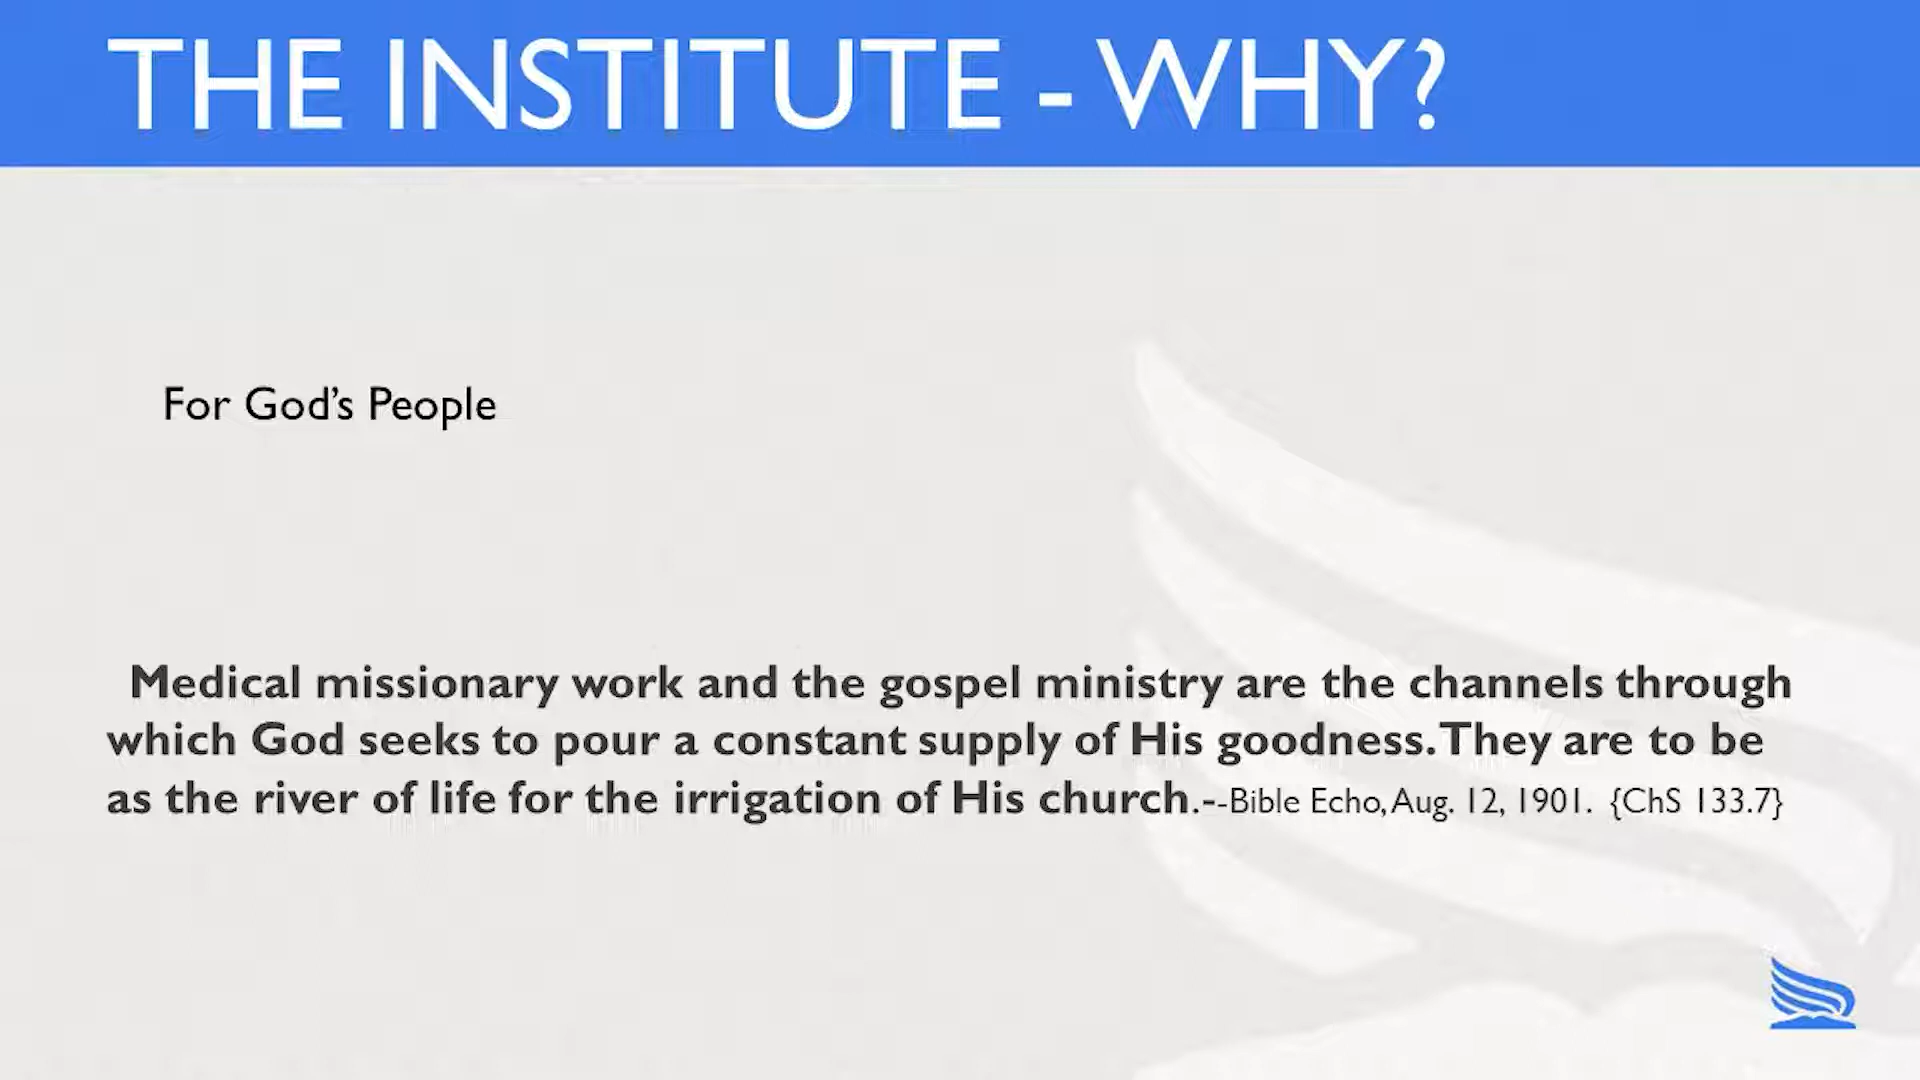 THE INSTITUTE - WHY?
For God’s People
Medical missionary work and the gospel ministry are the channels through
which God seeks to pour a constant supply of His goodness. They are to be
as the river of life for the irrigation of His church.--Bible Echo, Aug. 12, 1901. {ChS 133.7}